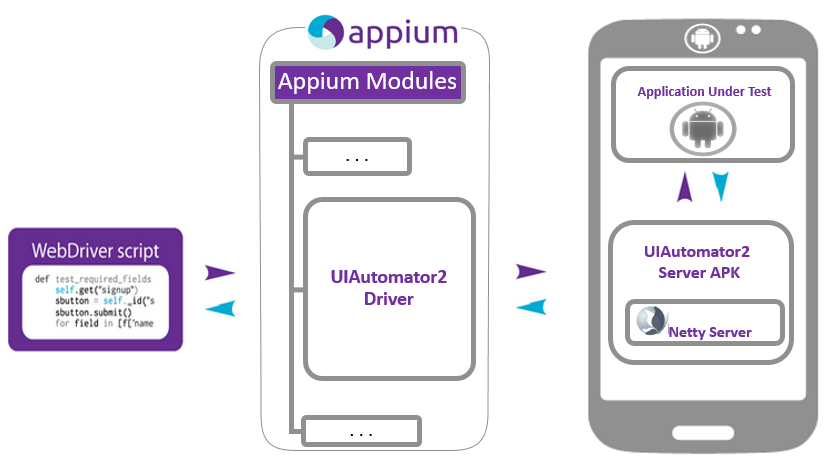 appium
Appium Modules
. . .
UIAutomator2
Driver
. . .
WebDriver script
def test_required_fields
self.get("signup")
sbutton = self._id("s
sbutton.submit()
for field in [f['name
Application Under Test
UIAutomator2
Server APK
Netty Server